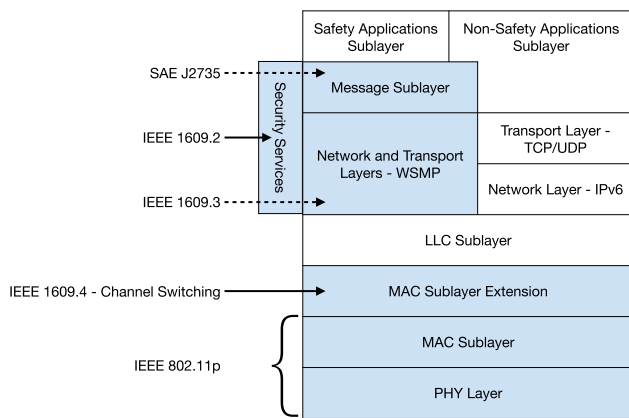 Safety Applications
Sublayer
Non-Safety Applications
Sublayer
SAE J2735
Message Sublayer
Security Services
IEEE 1609.2
Transport Layer -
TCP/UDP
Network and Transport
Layers - WSMP
Network Layer - IPv6
IEEE 1609.3
LLC Sublayer
IEEE 1609.4 - Channel Switching
MAC Sublayer Extension
MAC Sublayer
IEEE 802.11p
PHY Layer